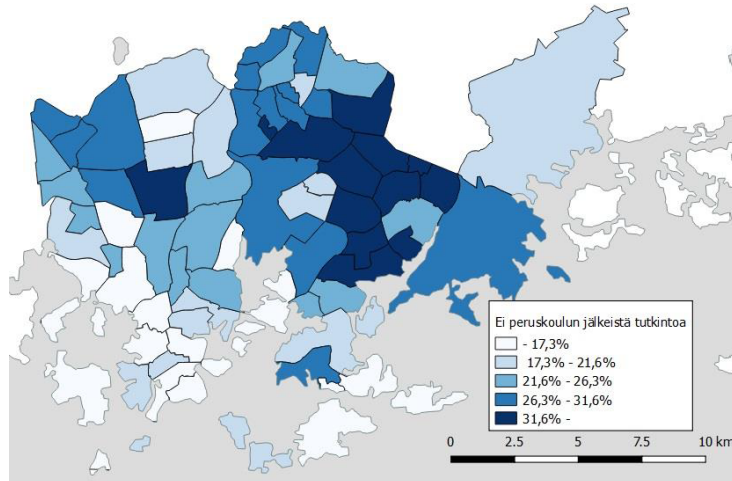 Ei peruskoulun jälkeistä tutkintoa
- 17,3%
17,3% - 21,6%
21,6% - 26,3%
26,3% - 31,6%
31,6% -
0 2.5 5 7.5 10 km